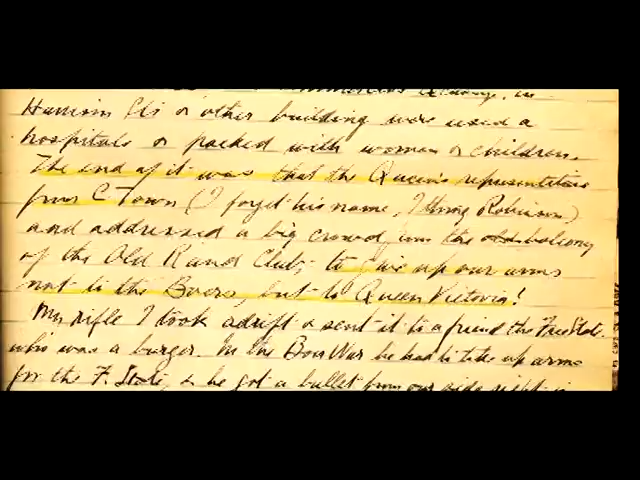 Harrison Sts & other building were used a
hospitals & packed with women & children.
The end of it was that the Queen's representative
from C. Town (I forget his name, I think Robinson)
and addressed a big crowd from the old balcony
of the Old Rand Club, to give up our arms
not to the Boers, but to Queen Victoria!
My rifle I took adrift & sent it to a friend the Free State
who was a burger. In the Boer War he had to take up arms
for the F. State, & he got a bullet from our side right